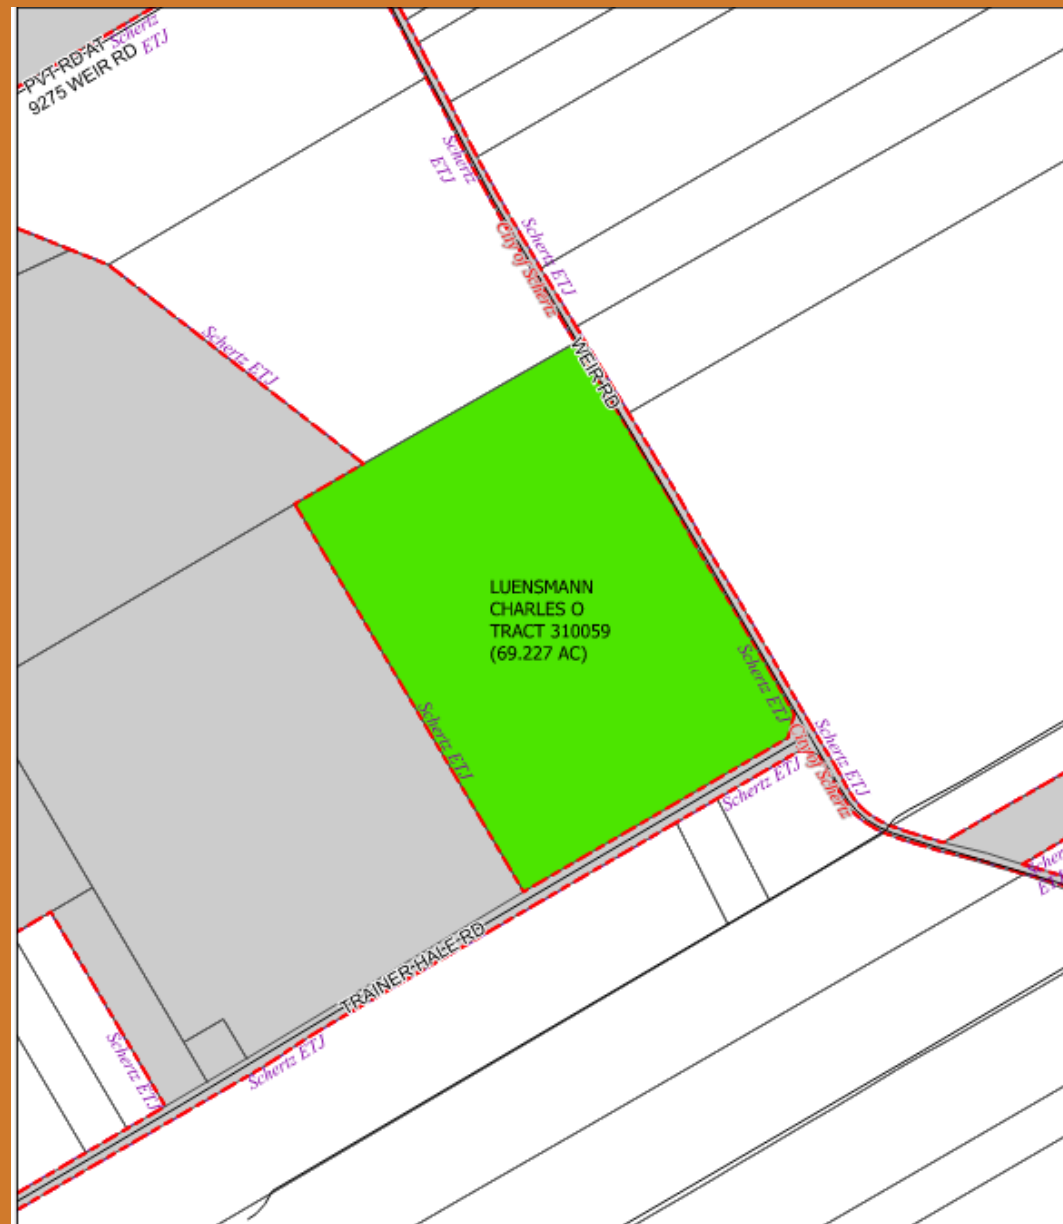 Schertz
ETJ
PVT-RD-AT
9275 WEIR RD
Schertz
ETJ
Schertz ETJ
City of Schertz
Schertz ETJ
WEIR-RD
LUENSMANN
CHARLES O
TRACT 310059
(69.227 AC)
Schertz ETJ
Schertz ETJ
Schertz ETJ
City of Schertz
Schertz ETJ
Schertz
ETJ
TRAINER-HALE-RD
Schertz ETJ
Schertz ETJ